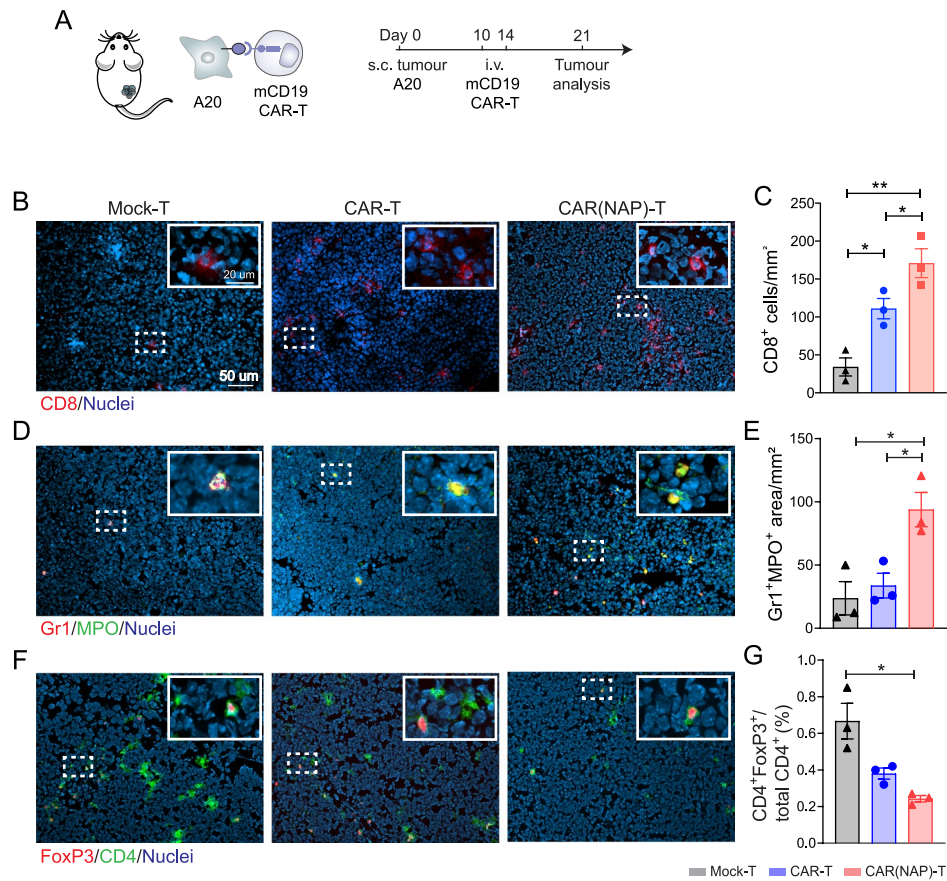 A
A20
mCD19
CAR-T
Day 0 10 14 21
s.c. tumour i.v. Tumour
A20 mCD19 analysis
CAR-T
B
Mock-T CAR-T CAR(NAP)-T
20 um
50 um
CD8/Nuclei
C
CD8⁺ cells/mm²
250
200
150
100
50
0
**
*
*
D
Gr1/MPO/Nuclei
E
Gr1⁺MPO⁺ area/mm²
150
100
50
0
*
*
F
FoxP3/CD4/Nuclei
G
CD4⁺FoxP3⁺/
total CD4⁺ (%)
1.0
0.8
0.6
0.4
0.2
0
*
Mock-T CAR-T CAR(NAP)-T